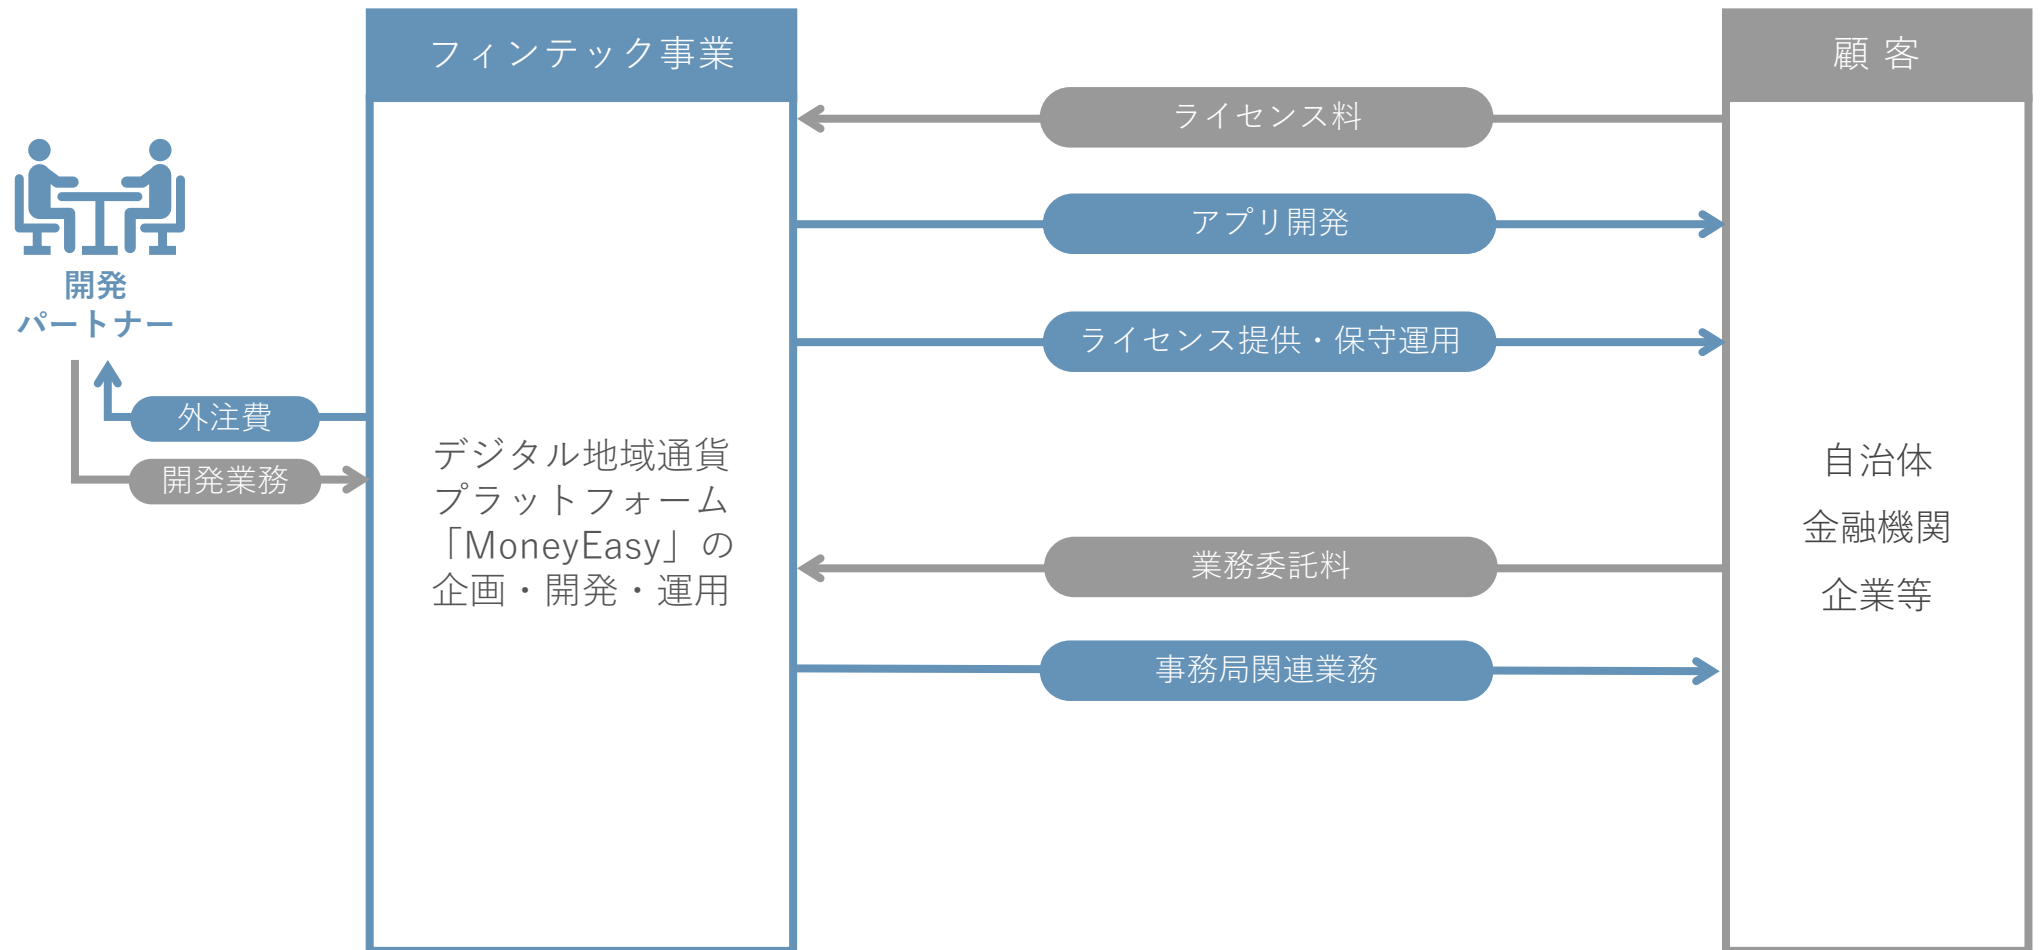 フィンテック事業
顧 客
ライセンス料
アプリ開発
ライセンス提供・保守運用
開発
パートナー
外注費
開発業務
デジタル地域通貨
プラットフォーム
「MoneyEasy」の
企画・開発・運用
業務委託料
事務局関連業務
自治体
金融機関
企業等